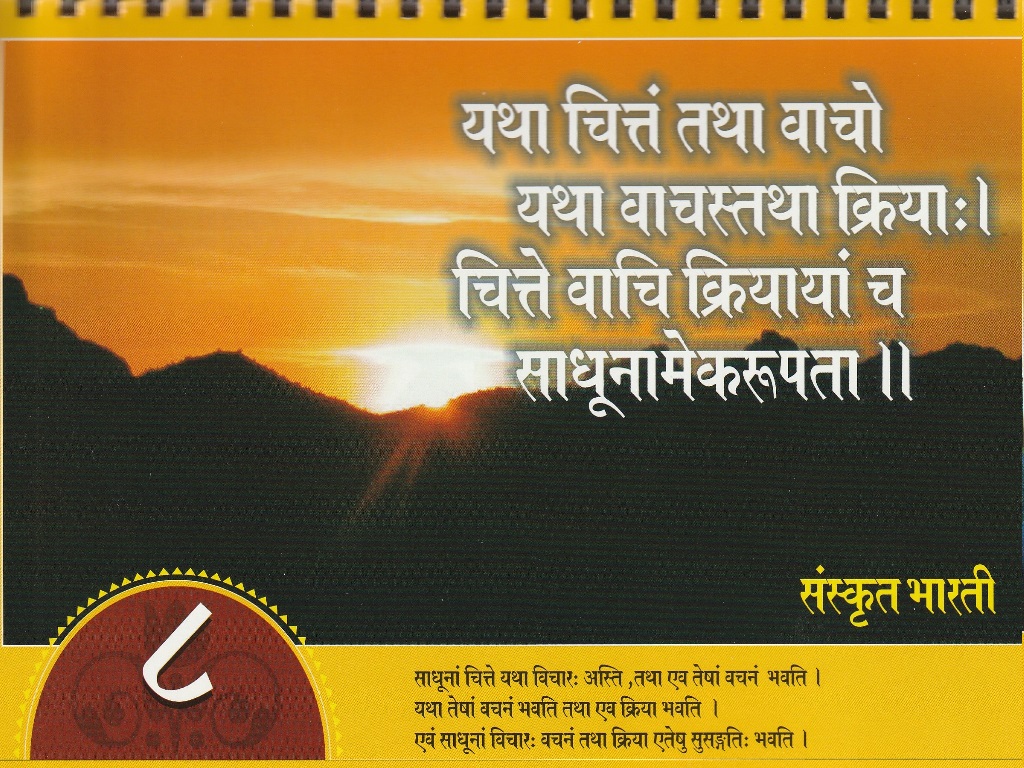 यथा चित्तं तथा वाचो
यथा वाचस्तथा क्रियाः।
चित्ते वाचि क्रियायां च
साधूनामेकरूपता ॥
संस्कृत भारती
८
साधूनां चित्ते यथा विचारः अस्ति ,तथा एव तेषां वचनं भवति ।
यथा तेषां वचनं भवति तथा एव क्रिया भवति ।
एवं साधूनां विचारः वचनं तथा क्रिया एतेषु सुसङ्गतिः भवति ।